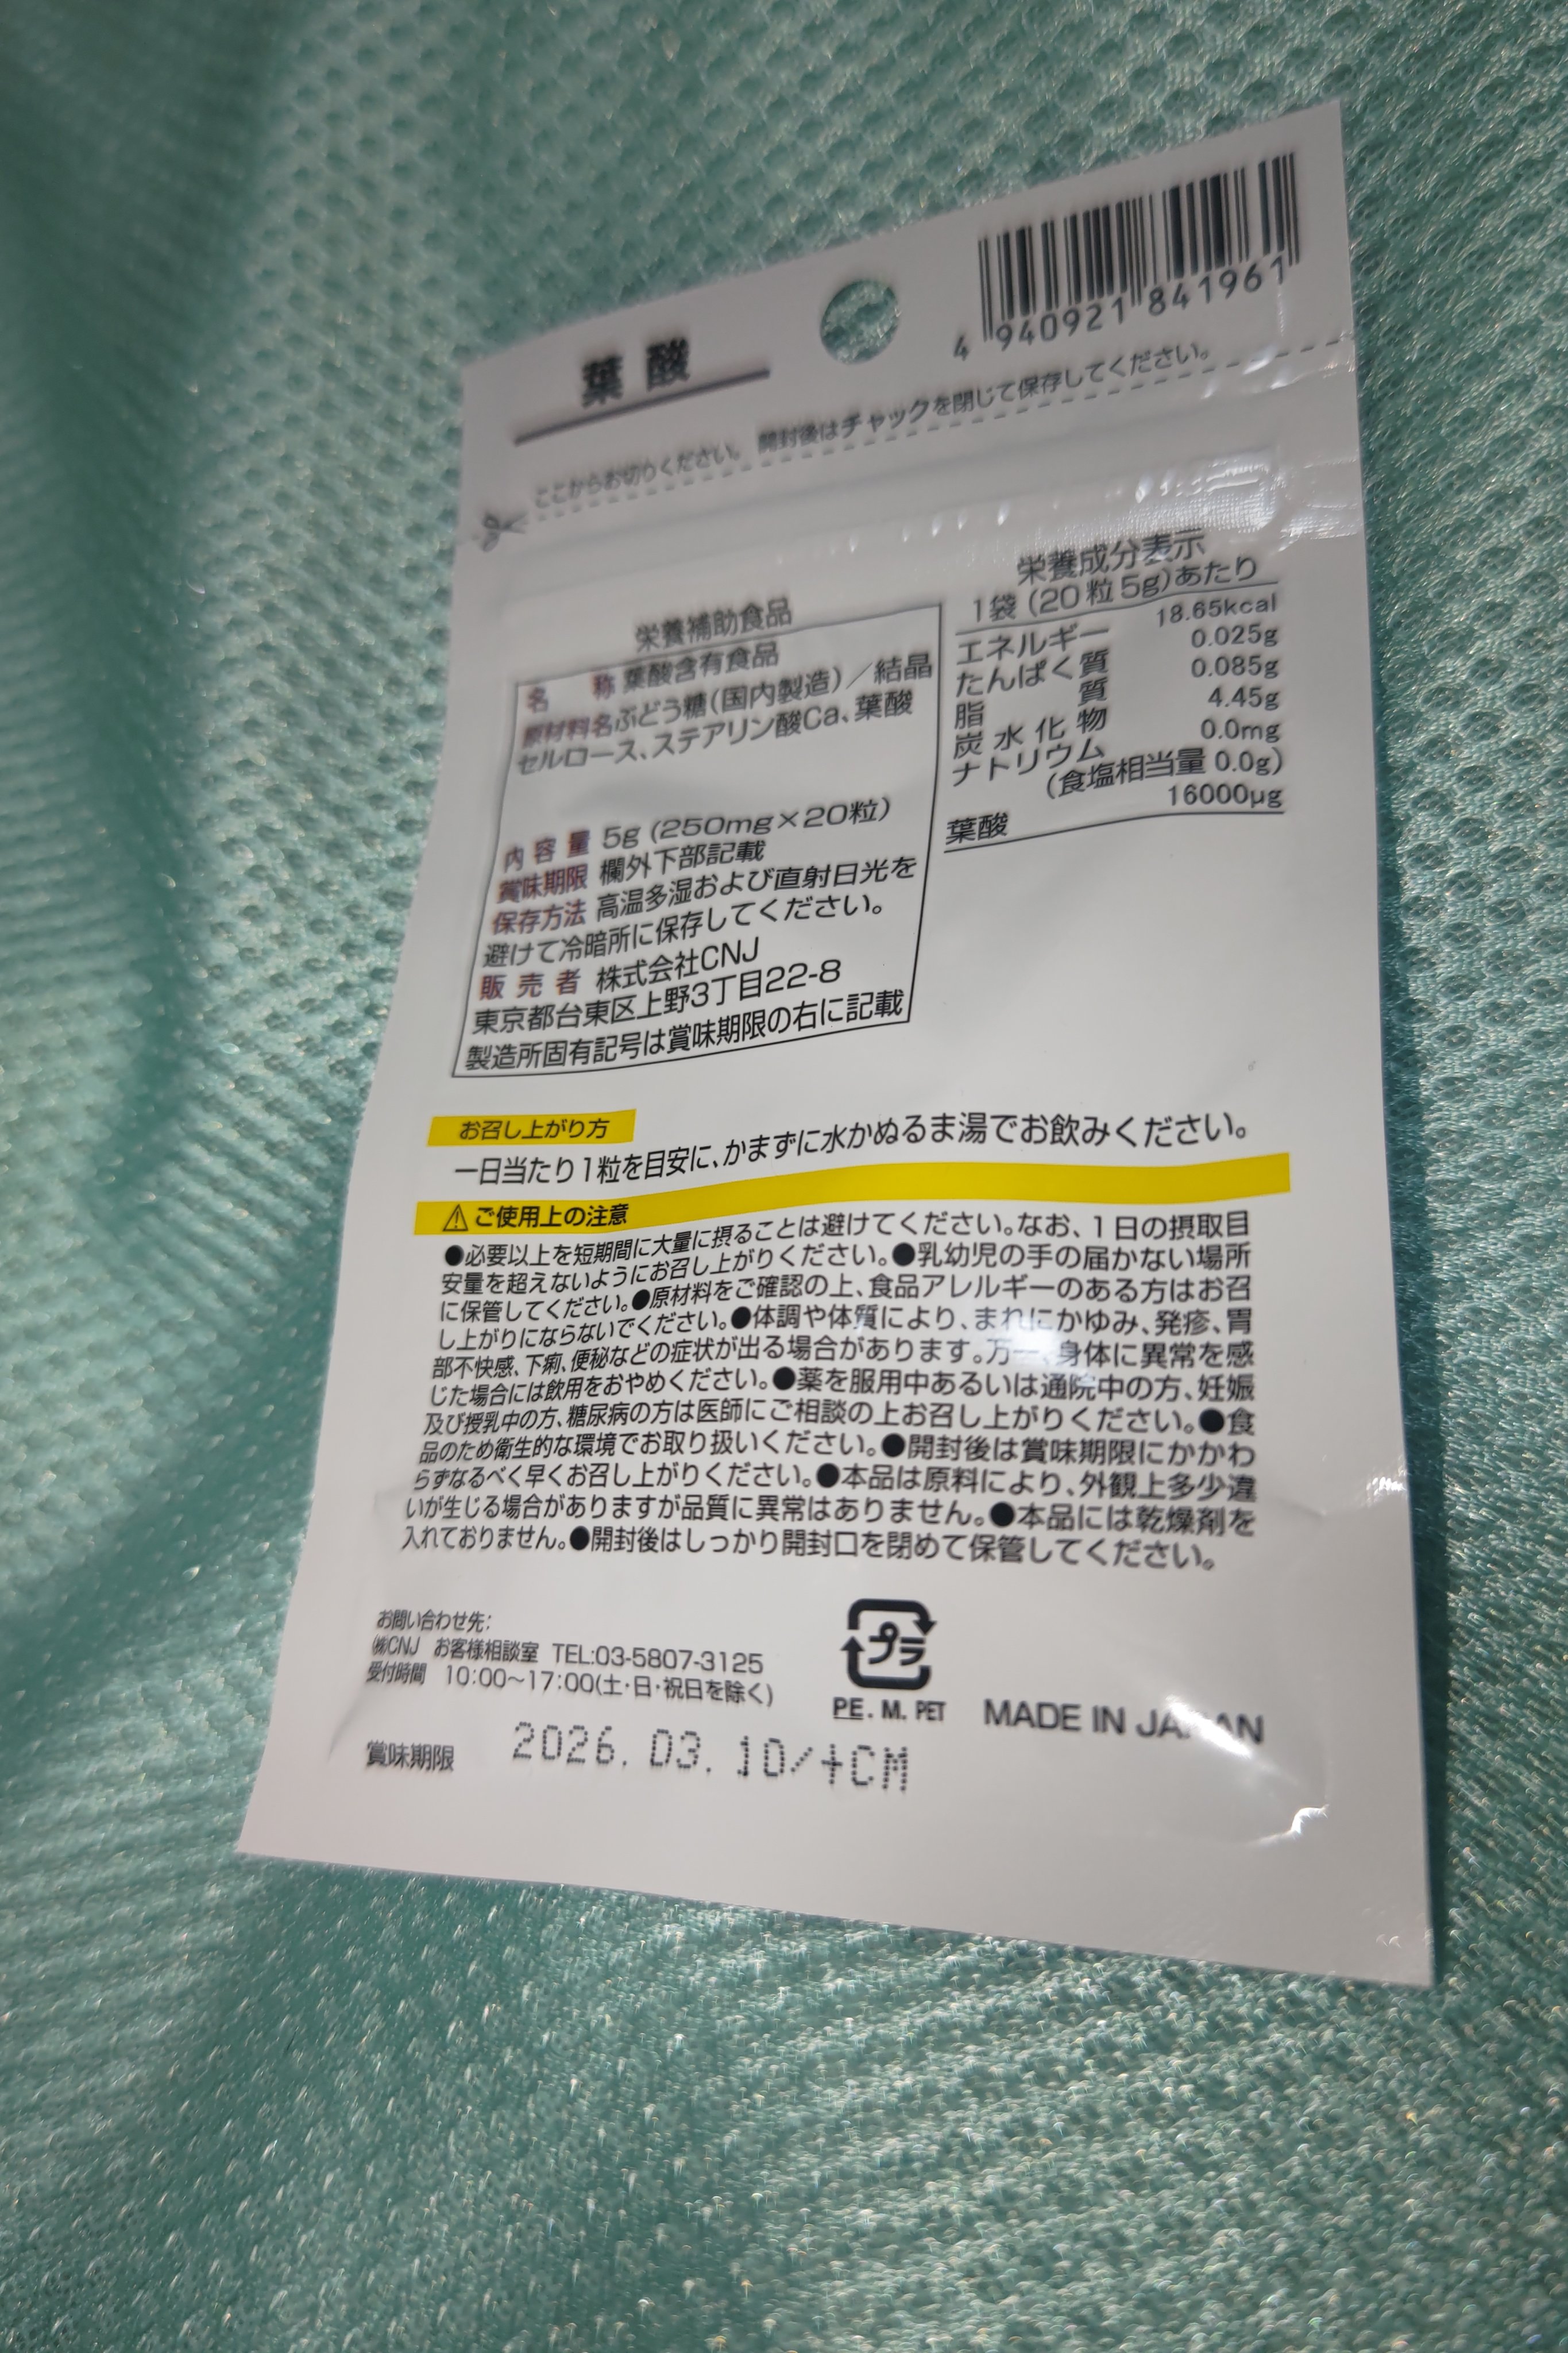 葉酸
4 940921 841961
ここからお切りください。 開封後はチャックを閉じて保存してください。
栄養補助食品
名称 葉酸含有食品
原材料名 ぶどう糖(国内製造)／結晶
セルロース、ステアリン酸Ca、葉酸
内容量 5g (250mg×20粒)
賞味期限 欄外下部記載
保存方法 高温多湿および直射日光を
避けて冷暗所に保存してください。
販売者 株式会社CNJ
東京都台東区上野3丁目22-8
製造所固有記号は賞味期限の右に記載
栄養成分表示
1袋(20粒5g)あたり
エネルギー 18.65kcal
たんぱく質 0.025g
脂質 0.085g
炭水化物 4.45g
ナトリウム 0.0mg
(食塩相当量 0.0g)
葉酸 16000μg
お召し上がり方
一日当たり1粒を目安に、かまずに水かぬるま湯でお飲みください。
⚠ご使用上の注意
●必要以上を短期間に大量に摂ることは避けてください。なお、1日の摂取目
安量を超えないようにお召し上がりください。●乳幼児の手の届かない場所
に保管してください。●原材料をご確認の上、食品アレルギーのある方はお召
し上がりにならないでください。●体調や体質により、まれにかゆみ、発疹、胃
部不快感、下痢、便秘などの症状が出る場合があります。万一、身体に異常を感
じた場合には飲用をおやめください。●薬を服用中あるいは通院中の方、妊娠
及び授乳中の方、糖尿病の方は医師にご相談の上お召し上がりください。●食
品のため衛生的な環境でお取り扱いください。●開封後は賞味期限にかかわ
らずなるべく早くお召し上がりください。●本品は原料により、外観上多少違
いが生じる場合がありますが品質に異常はありません。●本品には乾燥剤を
入れておりません。●開封後はしっかり開封口を閉めて保管してください。
お問い合わせ先:
㈱CNJ お客様相談室 TEL:03-5807-3125
受付時間 10:00～17:00(土・日・祝日を除く)
プラ
PE. M. PET
MADE IN JAPAN
賞味期限 2026.03.10/+CM